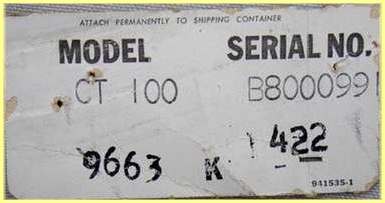 ATTACH PERMANENTLY TO SHIPPING CONTAINER
MODEL SERIAL NO.
CT 100 B8000991
9663 K 422
941535-1